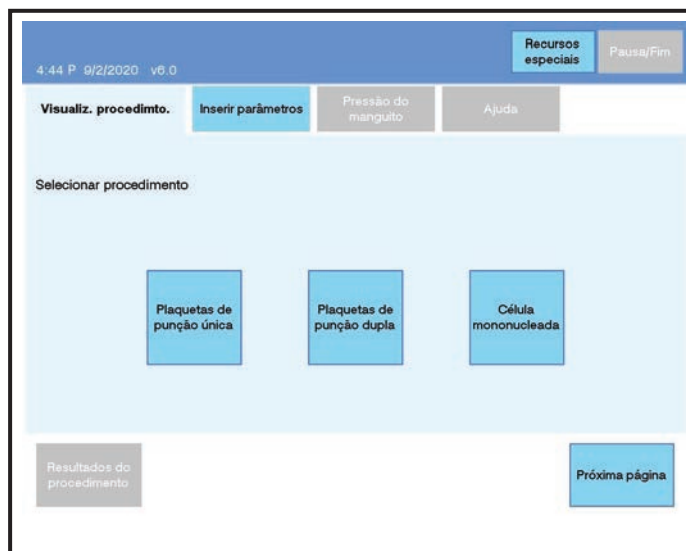 Recursos
especiais
Pausa/Fim
4:44 P 9/2/2020 v6.0
Visualiz. procedimto.
Inserir parâmetros
Pressão do
manguito
Ajuda
Selecionar procedimento
Plaquetas de
punção única
Plaquetas de
punção dupla
Célula
mononucleada
Resultados do
procedimento
Próxima página